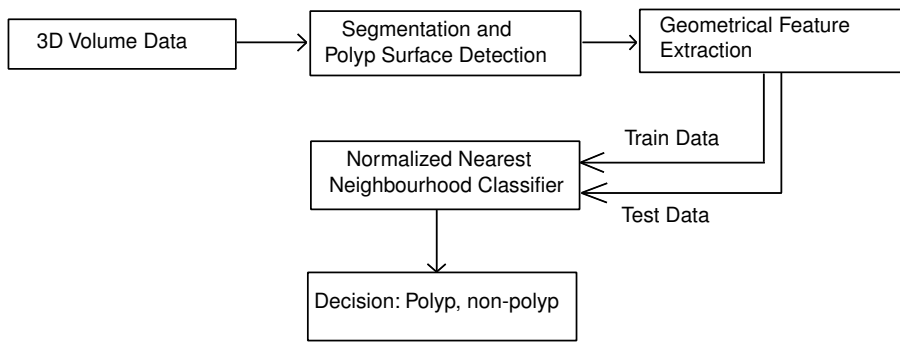 3D Volume Data
Segmentation and
Polyp Surface Detection
Geometrical Feature
Extraction
Train Data
Normalized Nearest
Neighbourhood Classifier
Test Data
Decision: Polyp, non-polyp